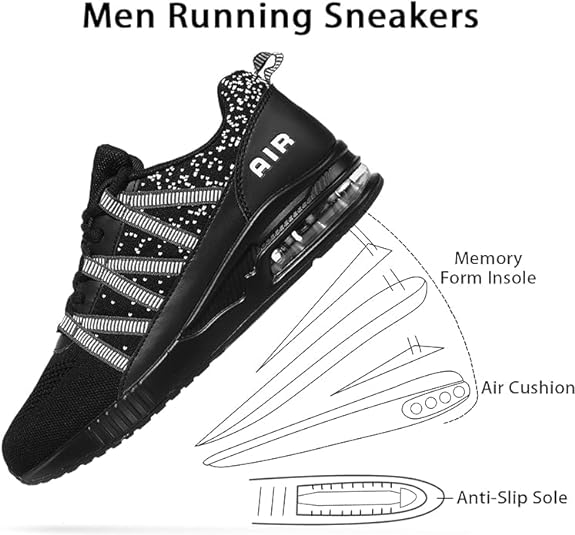 Men Running Sneakers
AIR
Memory
Form Insole
Air Cushion
Anti-Slip Sole